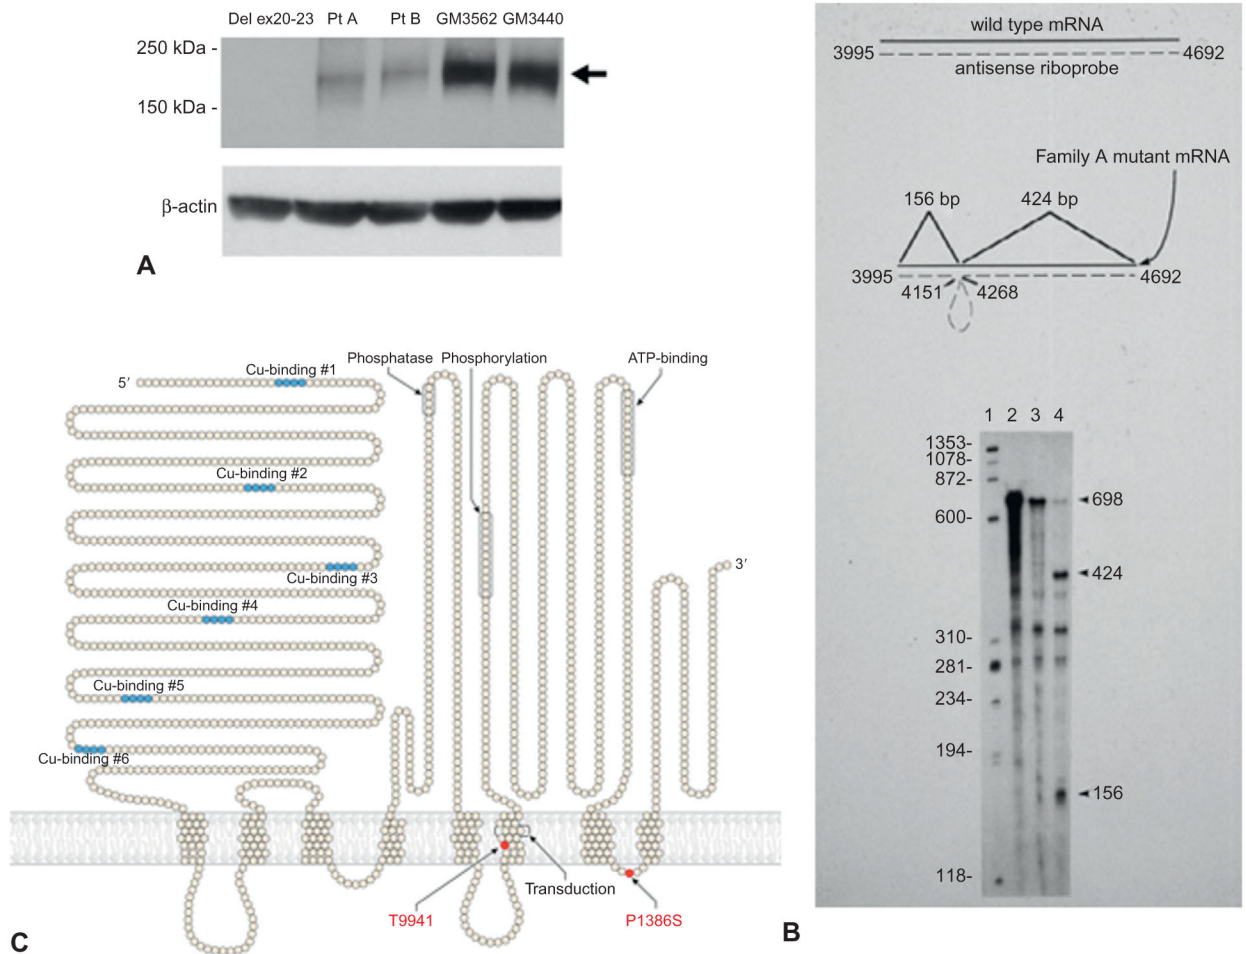 Del ex20-23 Pt A Pt B GM3562 GM3440
250 kDa -
150 kDa -
β-actin
A
wild type mRNA
3995 4692
antisense riboprobe
Family A mutant mRNA
156 bp 424 bp
3995 4692
4151 4268
1 2 3 4
1353-
1078-
872-
698
600-
424
310-
281-
234-
194-
156
118-
B
Phosphatase Phosphorylation ATP-binding
5′ Cu-binding #1
Cu-binding #2
3′
Cu-binding #3
Cu-binding #4
Cu-binding #5
Cu-binding #6
Transduction
T9941 P1386S
C